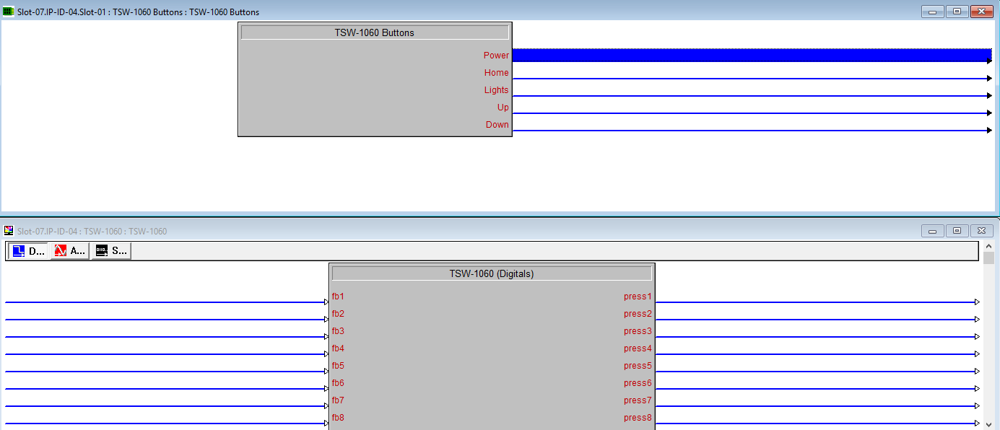 Slot-07.IP-ID-04.Slot-01 : TSW-1060 Buttons : TSW-1060 Buttons
TSW-1060 Buttons
Power
Home
Lights
Up
Down
Slot-07.IP-ID-04 : TSW-1060 : TSW-1060
D... A... S...
TSW-1060 (Digitals)
fb1 press1
fb2 press2
fb3 press3
fb4 press4
fb5 press5
fb6 press6
fb7 press7
fb8 press8